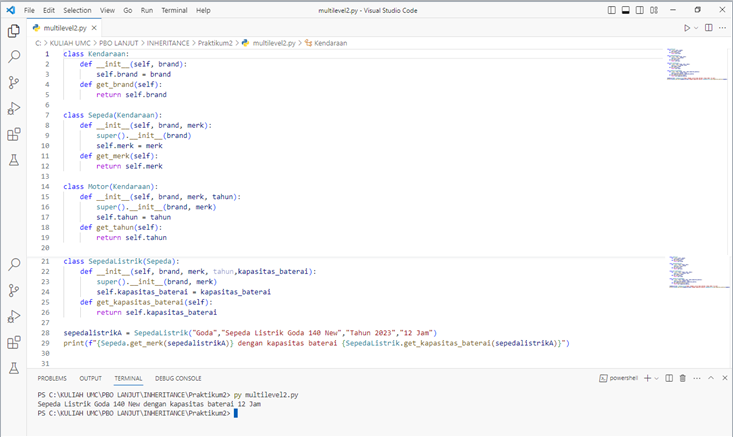 File Edit Selection View Go Run Terminal Help multilevel2.py - Visual Studio Code
multilevel2.py
C: > KULIAH UMC > PBO LANJUT > INHERITANCE > Praktikum2 > multilevel2.py > Kendaraan
1 class Kendaraan:
2 def __init__(self, brand):
3 self.brand = brand
4 def get_brand(self):
5 return self.brand
6
7 class Sepeda(Kendaraan):
8 def __init__(self, brand, merk):
9 super().__init__(brand)
10 self.merk = merk
11 def get_merk(self):
12 return self.merk
13
14 class Motor(Kendaraan):
15 def __init__(self, brand, merk, tahun):
16 super().__init__(brand, merk)
17 self.tahun = tahun
18 def get_tahun(self):
19 return self.tahun
20
21 class SepedaListrik(Sepeda):
22 def __init__(self, brand, merk, tahun,kapasitas_baterai):
23 super().__init__(brand, merk)
24 self.kapasitas_baterai = kapasitas_baterai
25 def get_kapasitas_baterai(self):
26 return self.kapasitas_baterai
27
28 sepedalistrikA = SepedaListrik("Goda","Sepeda Listrik Goda 140 New","Tahun 2023","12 Jam")
29 print(f"{Sepeda.get_merk(sepedalistrikA)} dengan kapasitas baterai {SepedaListrik.get_kapasitas_baterai(sepedalistrikA)}")
30
31
PROBLEMS OUTPUT TERMINAL DEBUG CONSOLE powershell
PS C:\KULIAH UMC\PBO LANJUT\INHERITANCE\Praktikum2> py multilevel2.py
Sepeda Listrik Goda 140 New dengan kapasitas baterai 12 Jam
PS C:\KULIAH UMC\PBO LANJUT\INHERITANCE\Praktikum2>